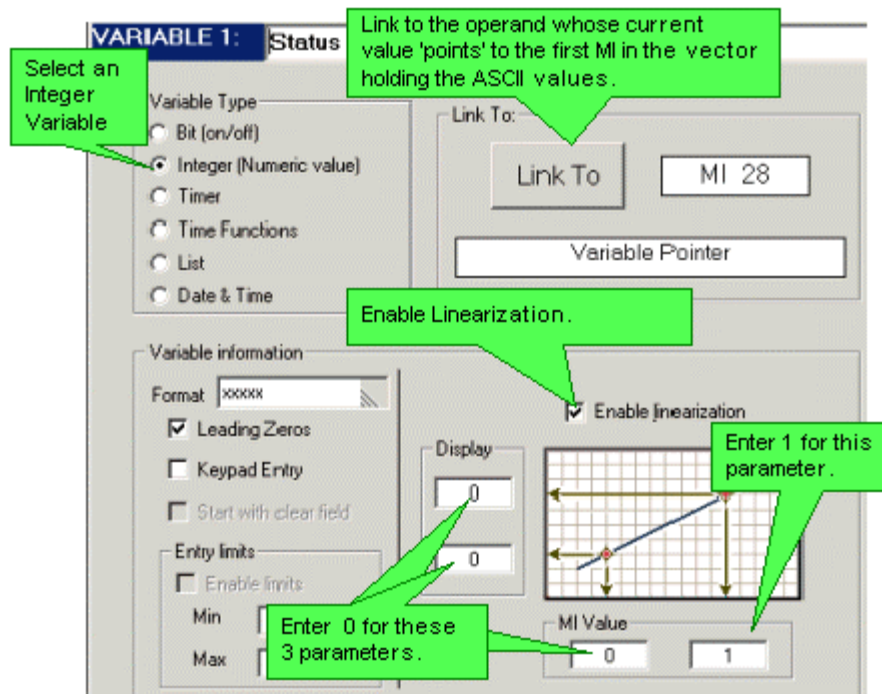 VARIABLE 1: Status
Select an
Integer
Variable
Link to the operand whose current
value 'points' to the first MI in the vector
holding the ASCII values.
Variable Type
Bit (on/off)
Integer (Numeric value)
Timer
Time Functions
List
Date & Time
Link To:
Link To
MI 28
Variable Pointer
Enable Linearization.
Variable information
Format
xxxxx
Leading Zeros
Keypad Entry
Start with clear field
Entry limits
Enable limits
Min
Max
Enable linearization
Display
0
0
Enter 1 for this
parameter.
Enter 0 for these
3 parameters.
MI Value
0
1